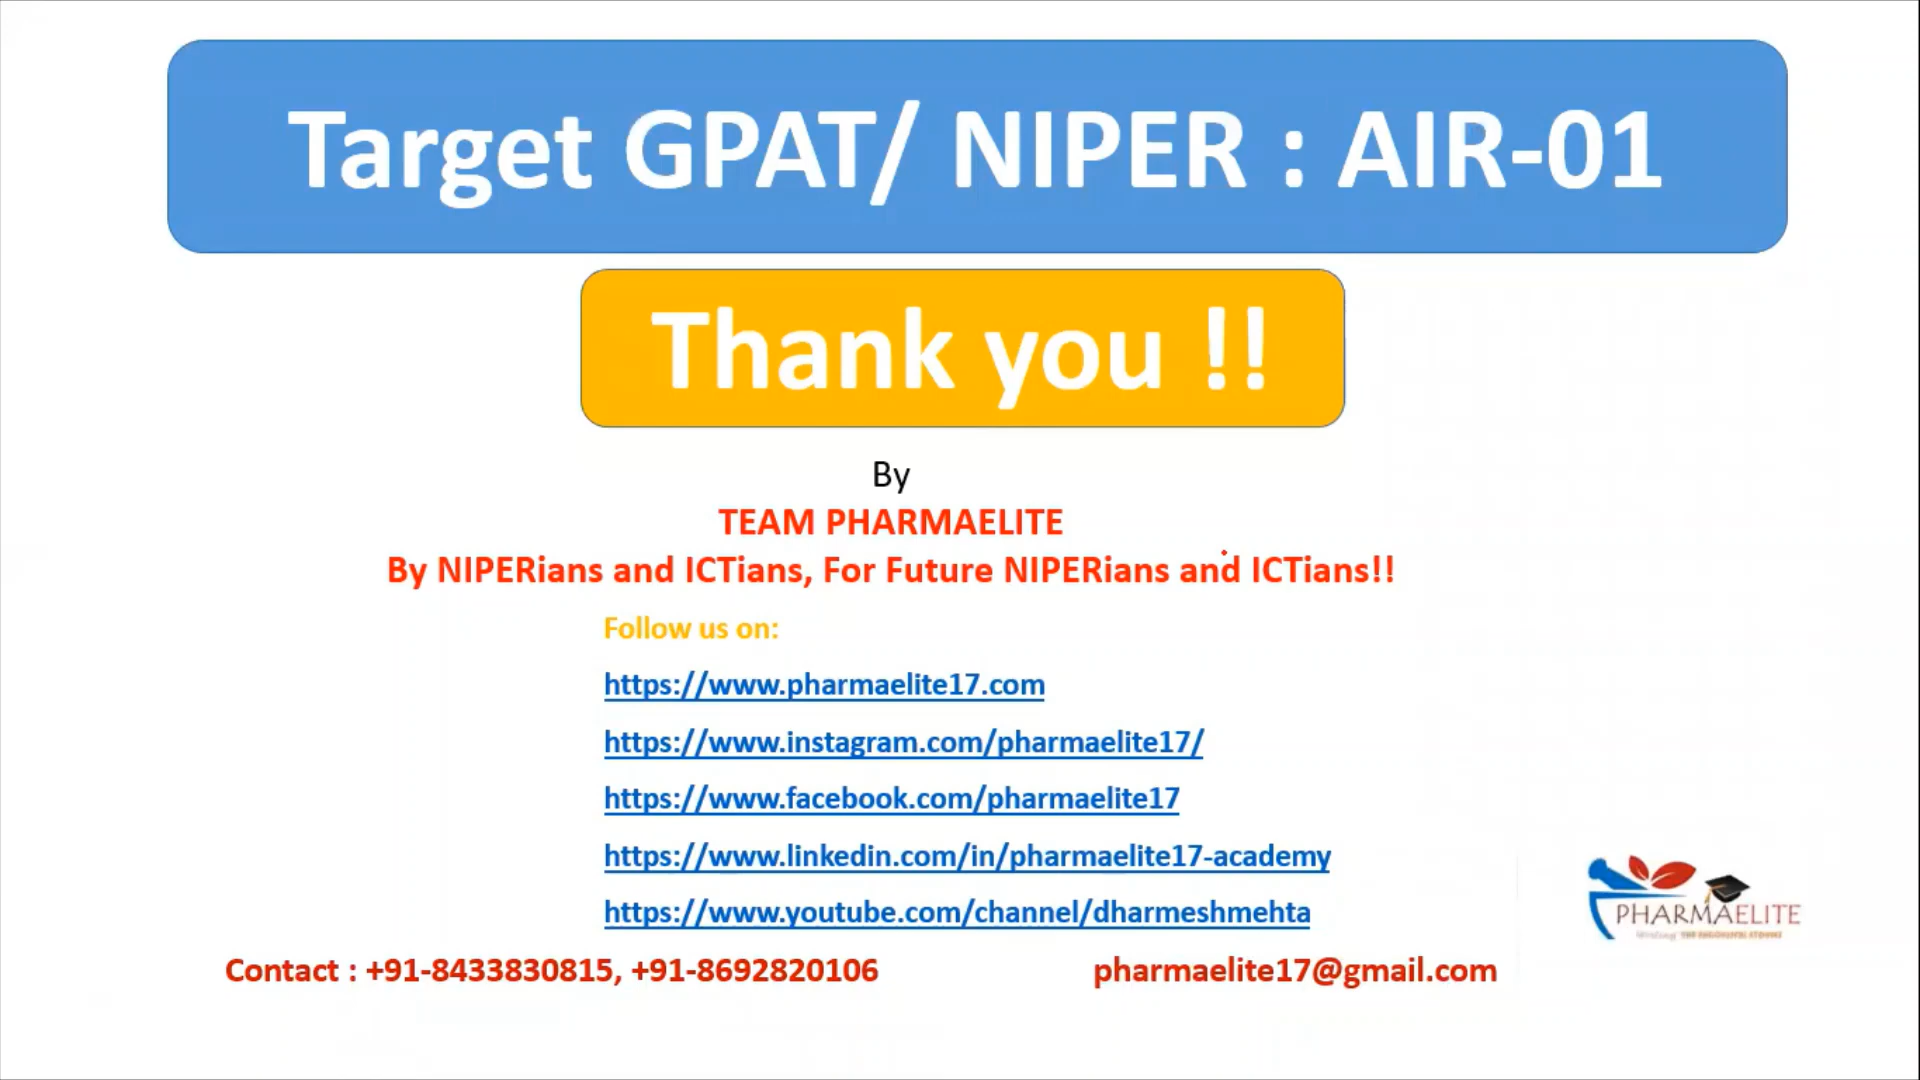 Target GPAT/ NIPER : AIR-01
Thank you !!
By
TEAM PHARMAELITE
By NIPERians and ICTians, For Future NIPERians and ICTians!!
Follow us on:
https://www.pharmaelite17.com
https://www.instagram.com/pharmaelite17/
https://www.facebook.com/pharmaelite17
https://www.linkedin.com/in/pharmaelite17-academy
https://www.youtube.com/channel/dharmeshmehta
PHARMAELITE
Contact : +91-8433830815, +91-8692820106 pharmaelite17@gmail.com